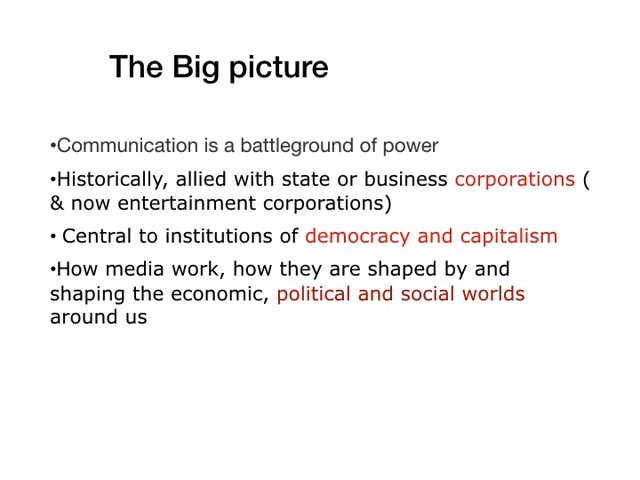 The Big picture
•Communication is a battleground of power
•Historically, allied with state or business corporations (
& now entertainment corporations)
• Central to institutions of democracy and capitalism
•How media work, how they are shaped by and
shaping the economic, political and social worlds
around us